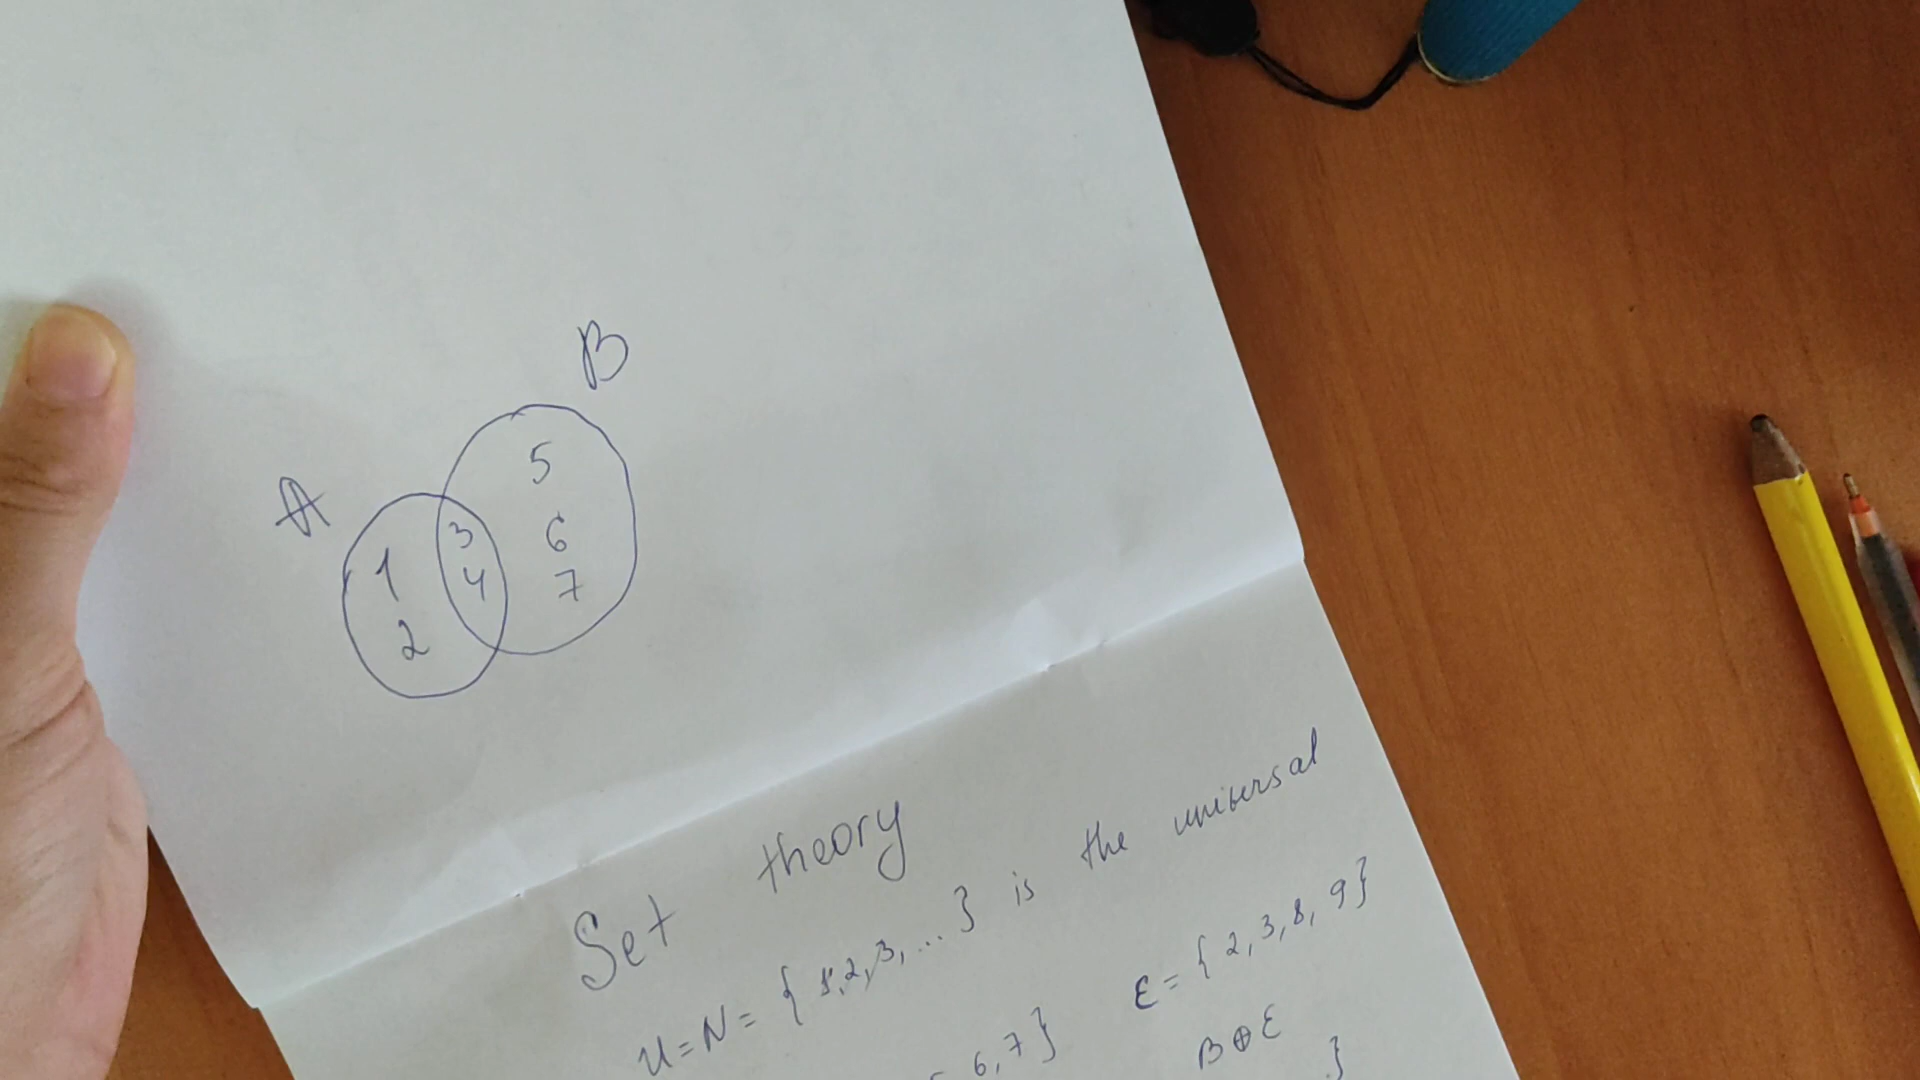 B
A
5
3 6
1 4 7
2
Set theory
U=N= { 1,2,3,... } is the universal
6,7} E={ 2,3,8,9}
B⊕E
}